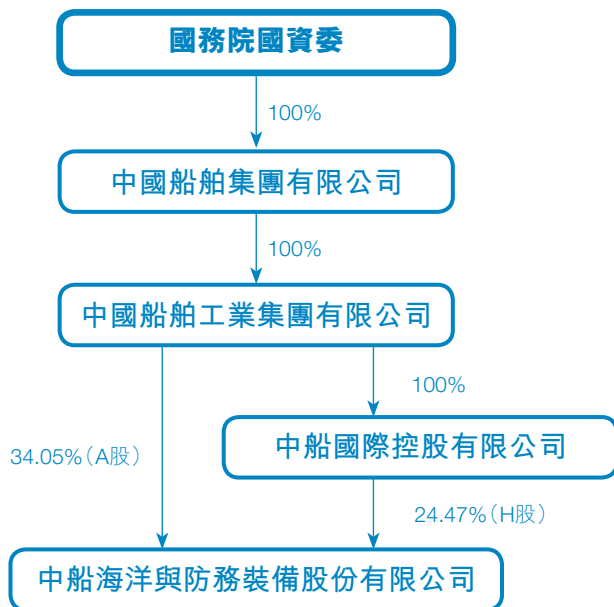 國務院國資委
100%
中國船舶集團有限公司
100%
中國船舶工業集團有限公司
100%
中船國際控股有限公司
34.05%(A股)
24.47%(H股)
中船海洋與防務裝備股份有限公司